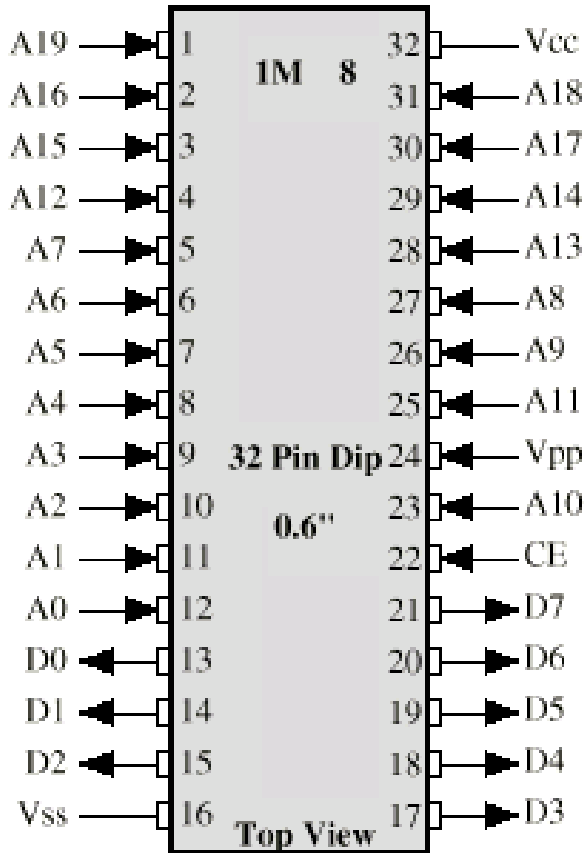 A19 1 32 Vcc
1M 8
A16 2 31 A18
A15 3 30 A17
A12 4 29 A14
A7 5 28 A13
A6 6 27 A8
A5 7 26 A9
A4 8 25 A11
A3 9 32 Pin Dip 24 Vpp
A2 10 23 A10
0.6"
A1 11 22 CE
A0 12 21 D7
D0 13 20 D6
D1 14 19 D5
D2 15 18 D4
Vss 16 17 D3
Top View